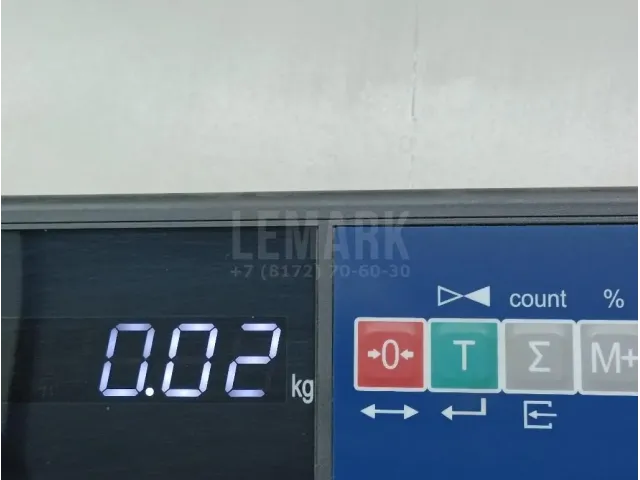 LEMARK
+7 (8172) 70-60-30
count %
0.02 kg
→0← T Σ M+